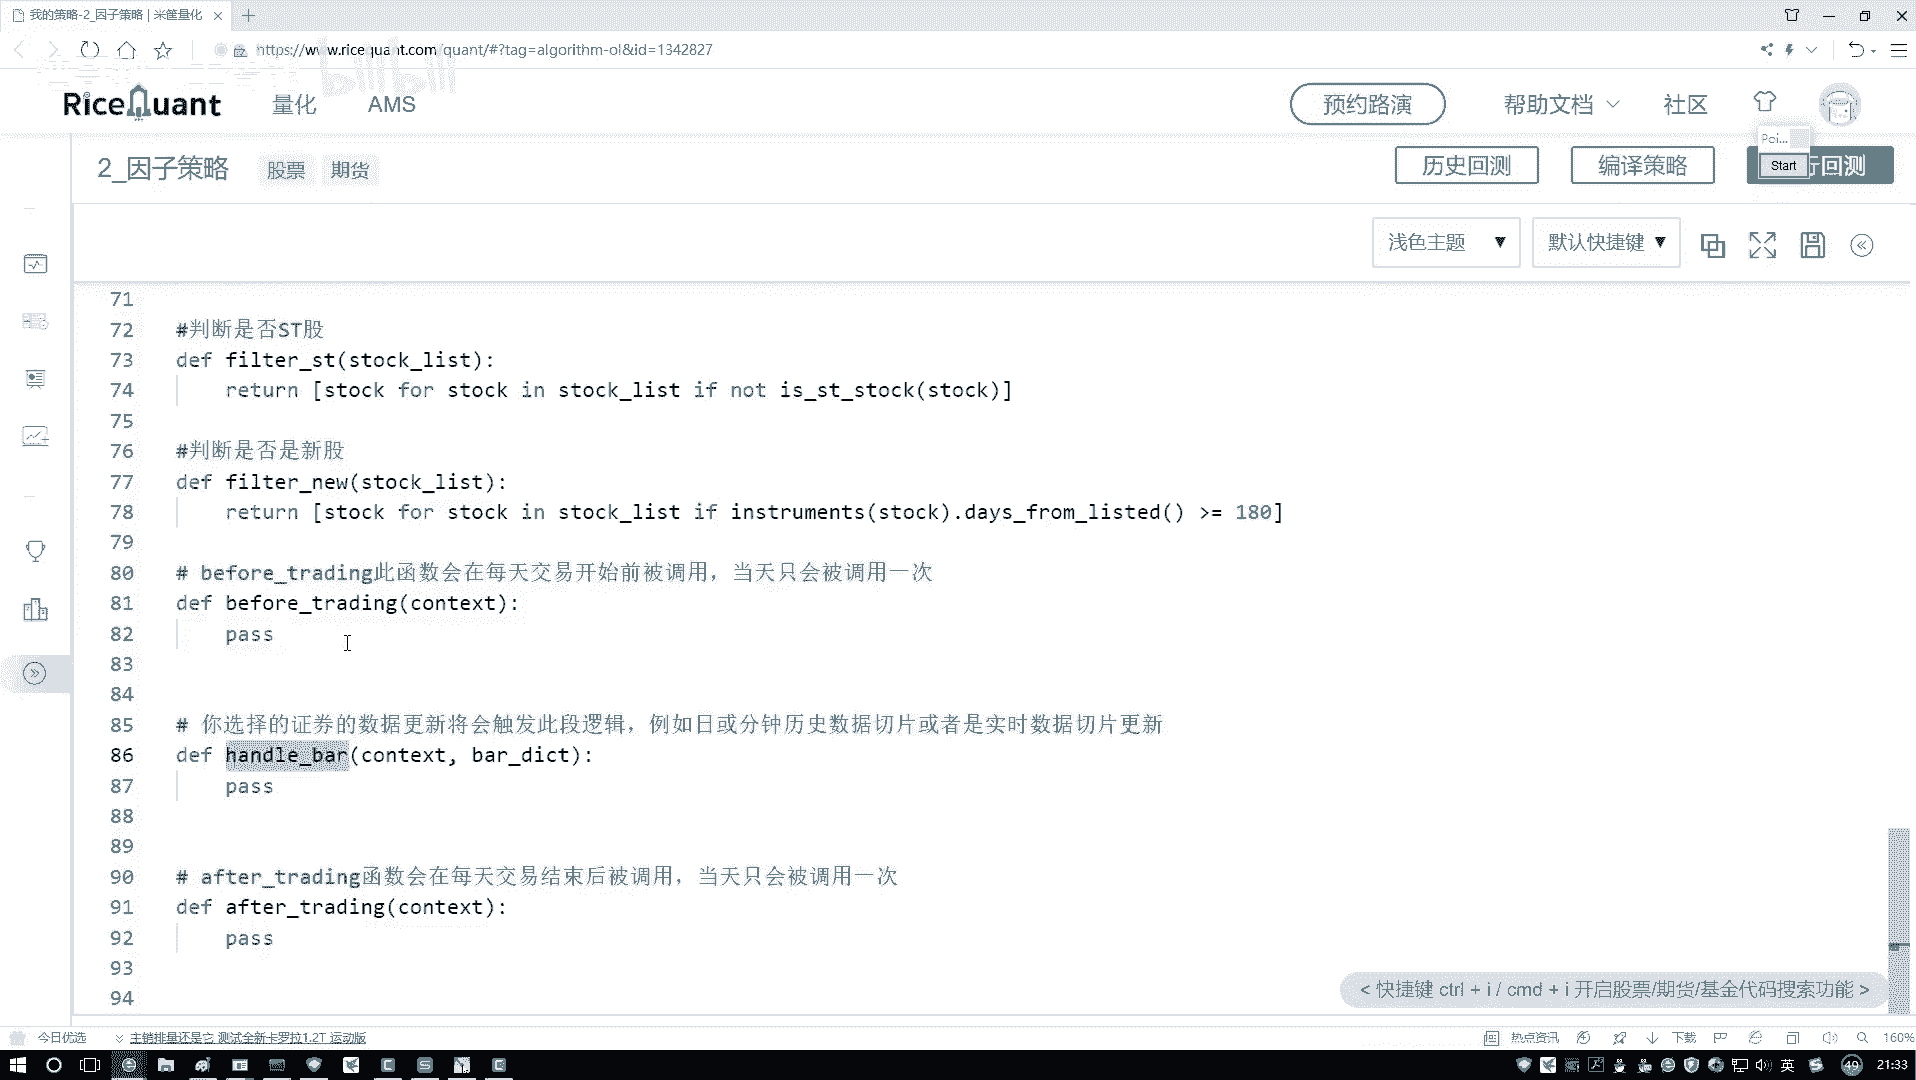 我的策略-2_因子策略 | 米筐量化
https://www.ricequant.com/quant/#?tag=algorithm-ol&id=1342827
bilibili
RiceQuant 量化 AMS 预约路演 帮助文档 社区
Poi...
2_因子策略 股票 期货 历史回测 编译策略 Start 行回测
浅色主题 ▼ 默认快捷键 ▼
71
72 #判断是否ST股
73 def filter_st(stock_list):
74 return [stock for stock in stock_list if not is_st_stock(stock)]
75
76 #判断是否是新股
77 def filter_new(stock_list):
78 return [stock for stock in stock_list if instruments(stock).days_from_listed() >= 180]
79
80 # before_trading此函数会在每天交易开始前被调用，当天只会被调用一次
81 def before_trading(context):
82 pass
83
84
85 # 你选择的证券的数据更新将会触发此段逻辑，例如日或分钟历史数据切片或者是实时数据切片更新
86 def handle_bar(context, bar_dict):
87 pass
88
89
90 # after_trading函数会在每天交易结束后被调用，当天只会被调用一次
91 def after_trading(context):
92 pass
93
94
< 快捷键 ctrl + i / cmd + i 开启股票/期货/基金代码搜索功能 >
今日优选 主销排量还是它 测试全新卡罗拉1.2T 运动版 热点资讯 下载 160%
英 49 21:33